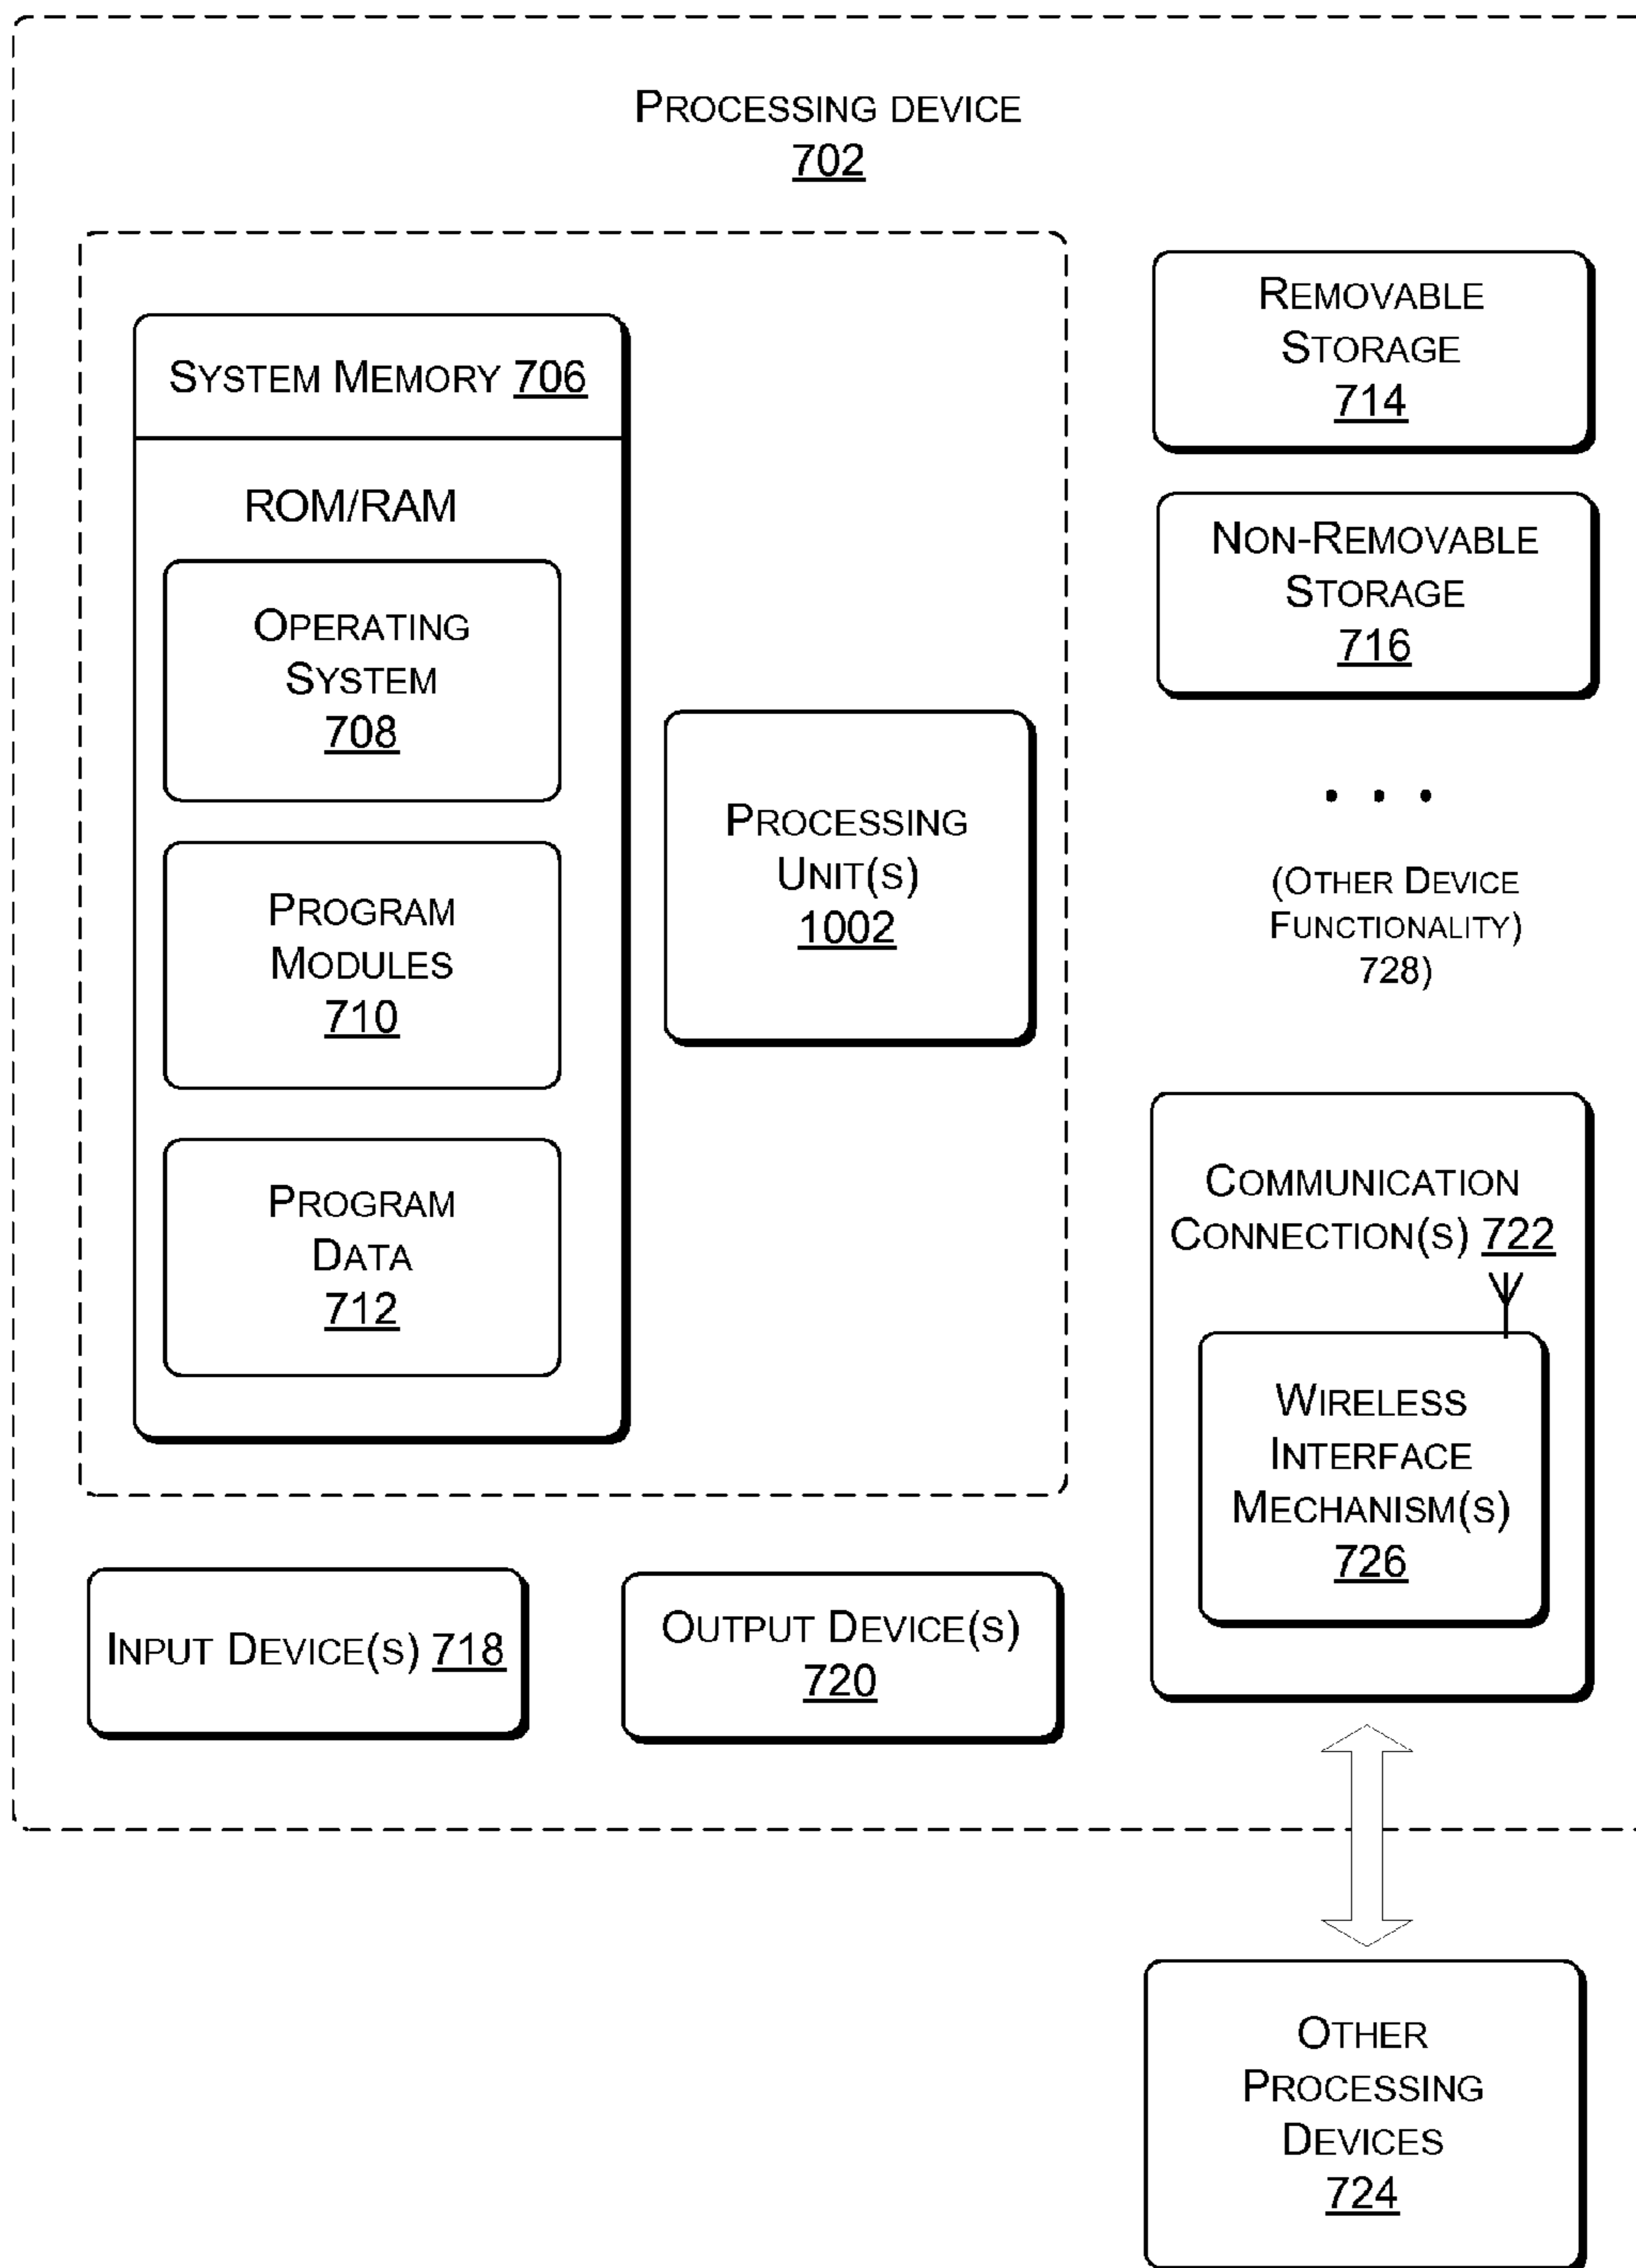 PROCESSING DEVICE
702
SYSTEM MEMORY 706
ROM/RAM
OPERATING
SYSTEM
708
PROGRAM
MODULES
710
PROGRAM
DATA
712
PROCESSING
UNIT(S)
1002
REMOVABLE
STORAGE
714
NON-REMOVABLE
STORAGE
716
. . .
(OTHER DEVICE
FUNCTIONALITY)
728)
COMMUNICATION
CONNECTION(S) 722
WIRELESS
INTERFACE
MECHANISM(S)
726
INPUT DEVICE(S) 718
OUTPUT DEVICE(S)
720
OTHER
PROCESSING
DEVICES
724